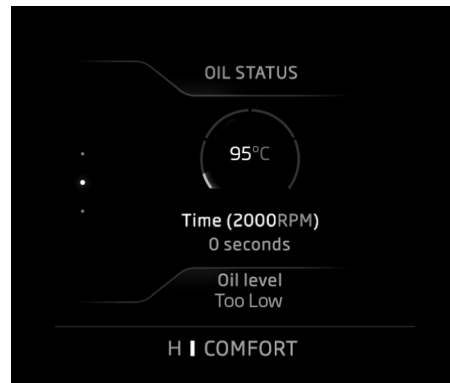 OIL STATUS
95°C
Time (2000RPM)
0 seconds
Oil level
Too Low
H COMFORT